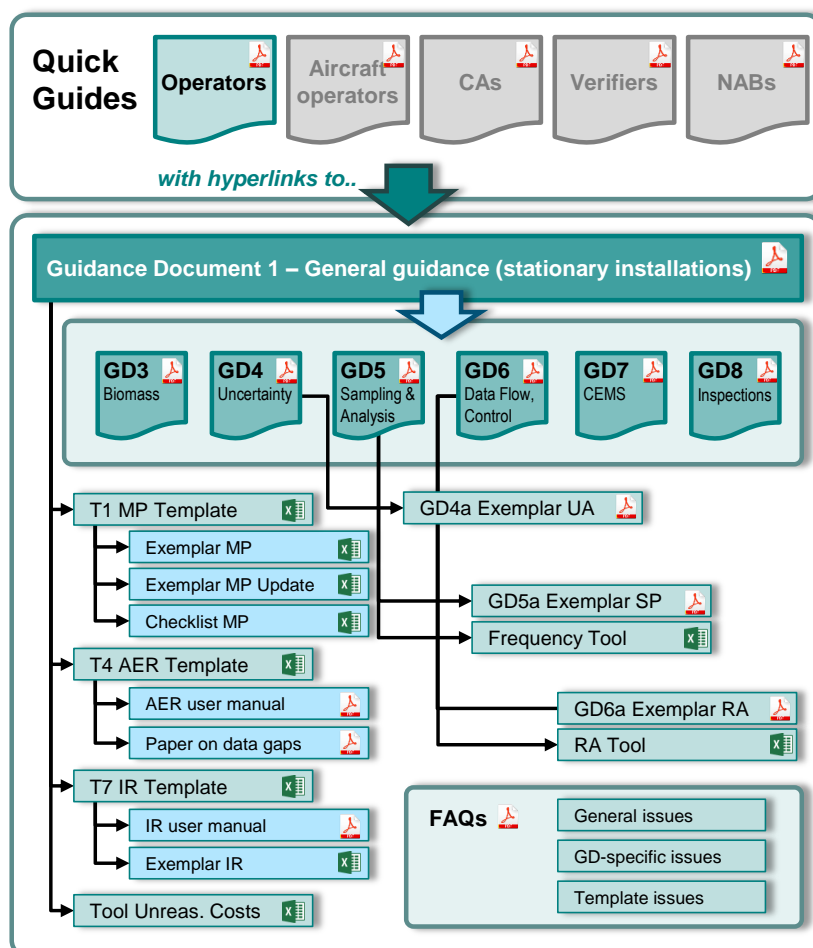 Quick
Guides
Operators
Aircraft
operators
CAs
Verifiers
NABs
with hyperlinks to..
Guidance Document 1 – General guidance (stationary installations)
GD3
Biomass
GD4
Uncertainty
GD5
Sampling &
Analysis
GD6
Data Flow,
Control
GD7
CEMS
GD8
Inspections
T1 MP Template
Exemplar MP
Exemplar MP Update
Checklist MP
T4 AER Template
AER user manual
Paper on data gaps
T7 IR Template
IR user manual
Exemplar IR
Tool Unreas. Costs
GD4a Exemplar UA
GD5a Exemplar SP
Frequency Tool
GD6a Exemplar RA
RA Tool
FAQs
General issues
GD-specific issues
Template issues